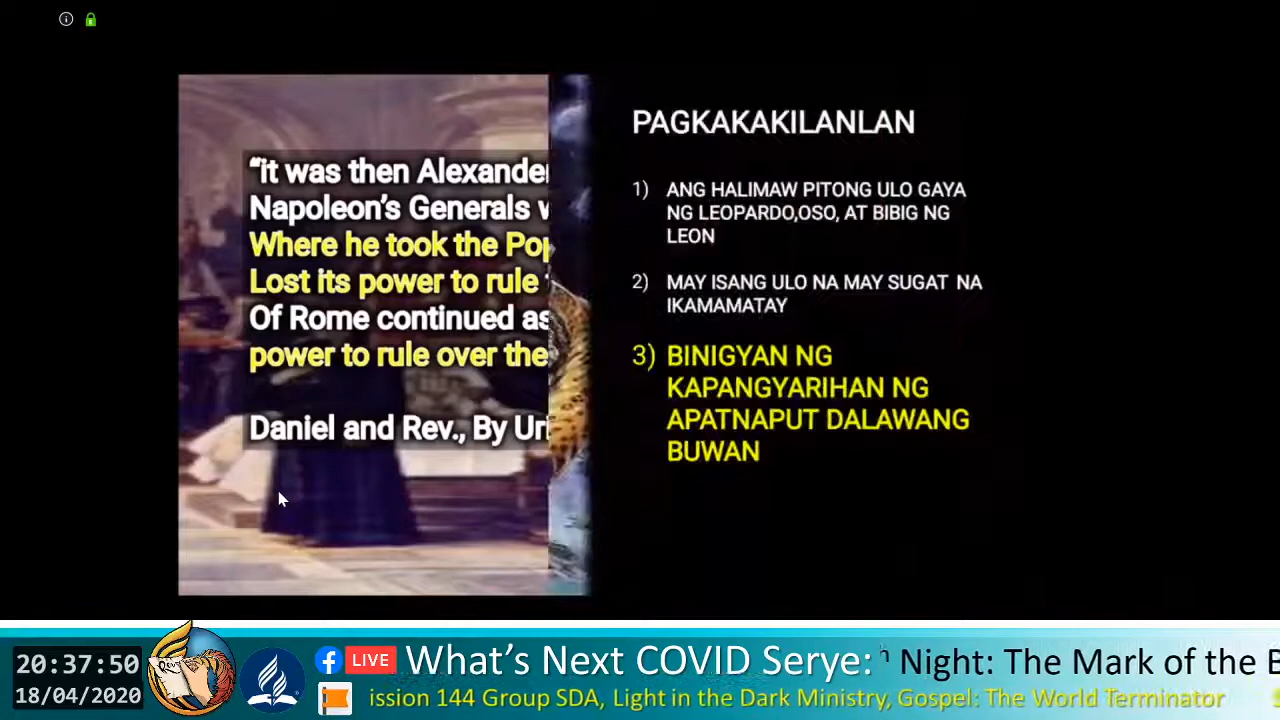 “it was then Alexander
Napoleon’s Generals
Where he took the Pop
Lost its power to rule
Of Rome continued as
power to rule over the
Daniel and Rev., By Uri
PAGKAKAKILANLAN
1) ANG HALIMAW PITONG ULO GAYA
NG LEOPARDO,OSO, AT BIBIG NG
LEON
2) MAY ISANG ULO NA MAY SUGAT NA
IKAMAMATAY
3) BINIGYAN NG
KAPANGYARIHAN NG
APATNAPUT DALAWANG
BUWAN
20:37:50
18/04/2020
LIVE
What’s Next COVID Serye: Night: The Mark of the B
ission 144 Group SDA, Light in the Dark Ministry, Gospel: The World Terminator